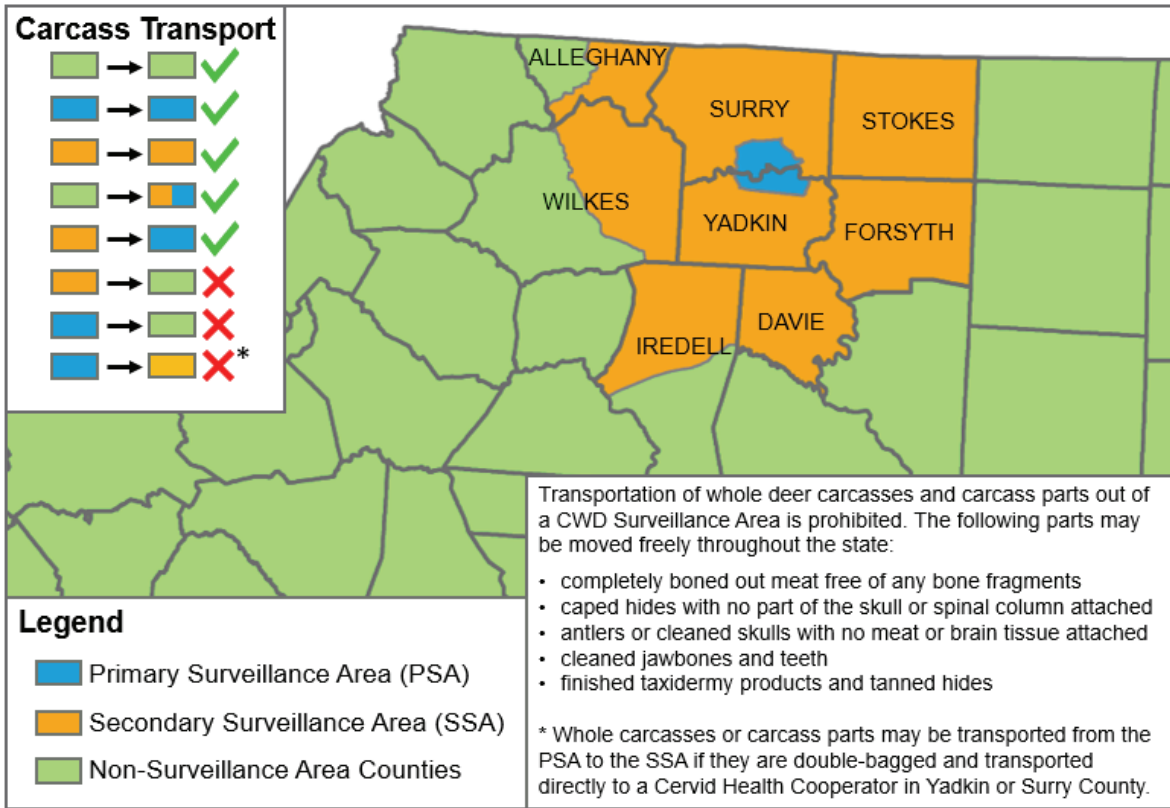 Carcass Transport
*
ALLEGHANY
SURRY
STOKES
WILKES
YADKIN
FORSYTH
IREDELL
DAVIE
Transportation of whole deer carcasses and carcass parts out of
a CWD Surveillance Area is prohibited. The following parts may
be moved freely throughout the state:
• completely boned out meat free of any bone fragments
• caped hides with no part of the skull or spinal column attached
• antlers or cleaned skulls with no meat or brain tissue attached
• cleaned jawbones and teeth
• finished taxidermy products and tanned hides
* Whole carcasses or carcass parts may be transported from the
PSA to the SSA if they are double-bagged and transported
directly to a Cervid Health Cooperator in Yadkin or Surry County.
Legend
Primary Surveillance Area (PSA)
Secondary Surveillance Area (SSA)
Non-Surveillance Area Counties